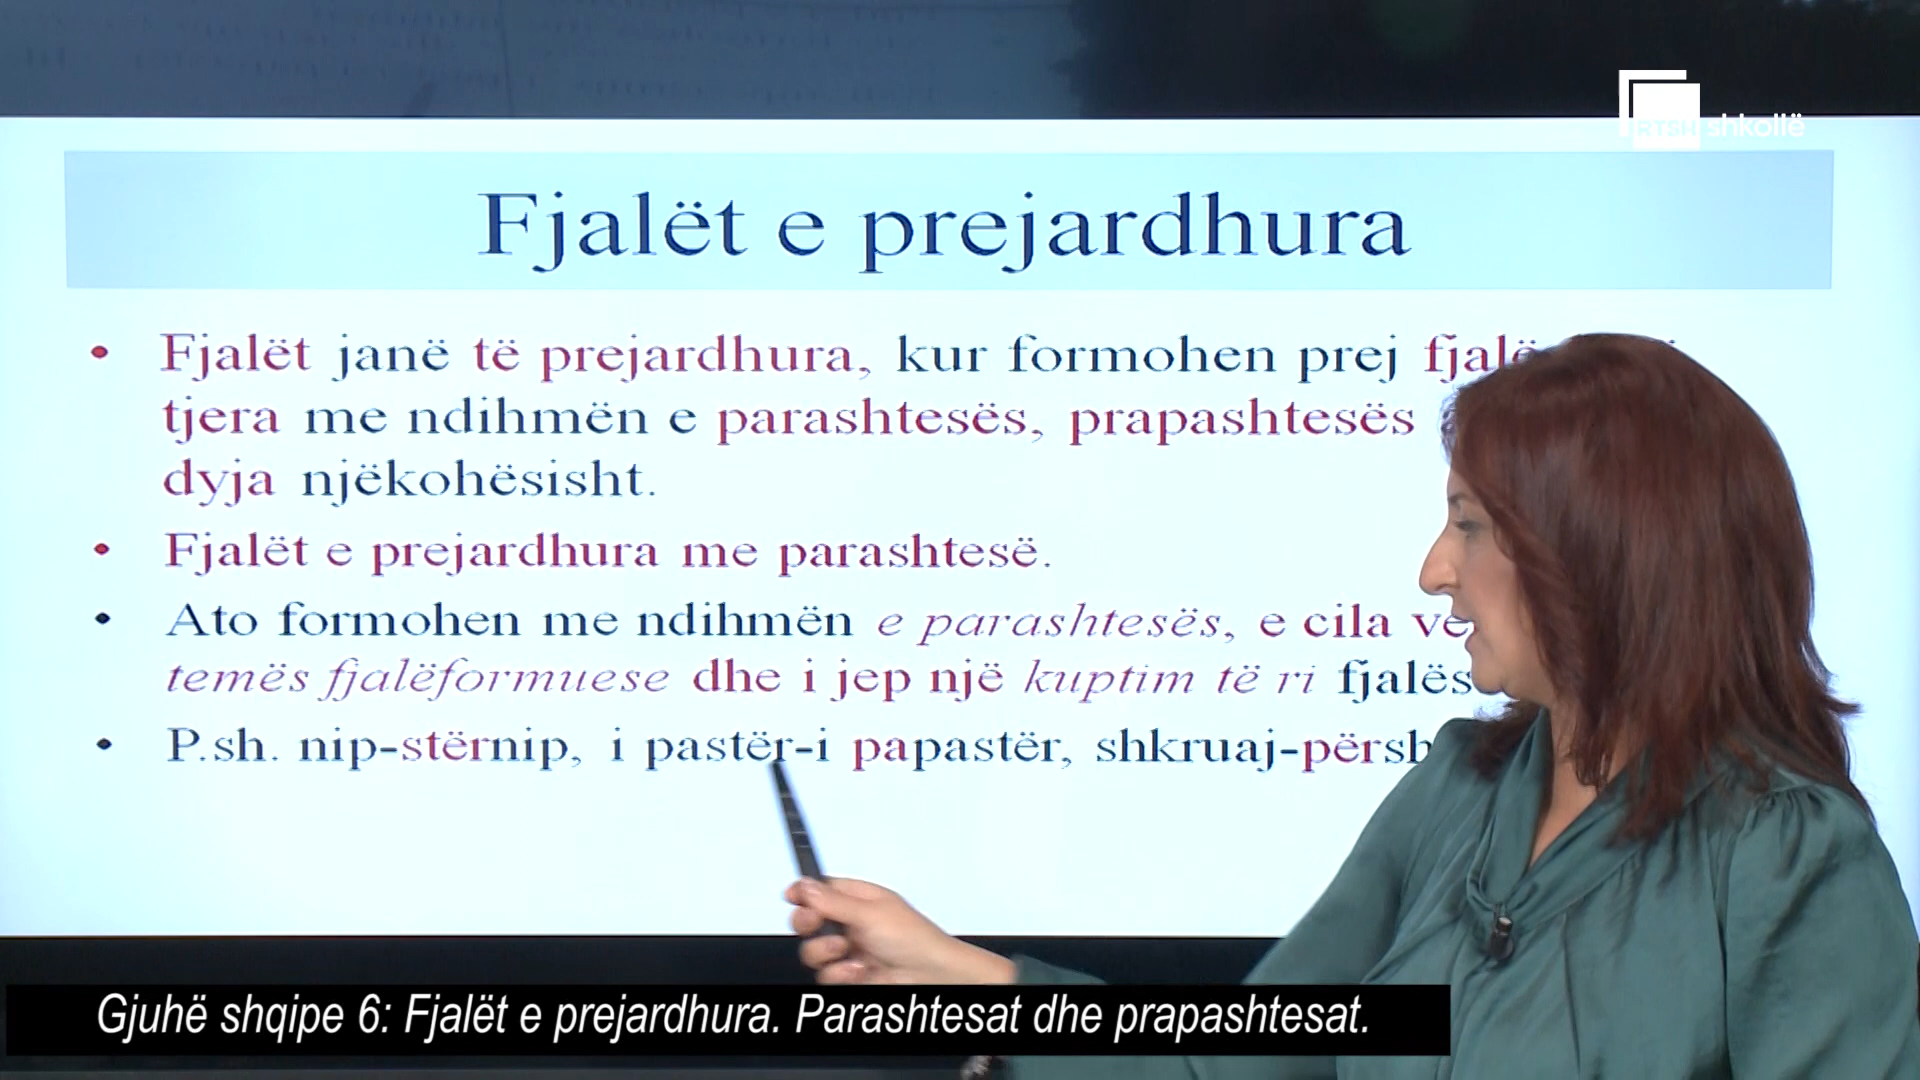 RTSH shkollë
Fjalët e prejardhura
• Fjalët janë të prejardhura, kur formohen prej
tjera me ndihmën e parashtesës, prapashtesës
dyja njëkohësisht.
• Fjalët e prejardhura me parashtesë.
• Ato formohen me ndihmën e parashtesës, e cila
temës fjalëformuese dhe i jep një kuptim të ri fjalës
• P.sh. nip-stërnip, i pastër-i papastër, shkruaj-
Gjuhë shqipe 6: Fjalët e prejardhura. Parashtesat dhe prapashtesat.